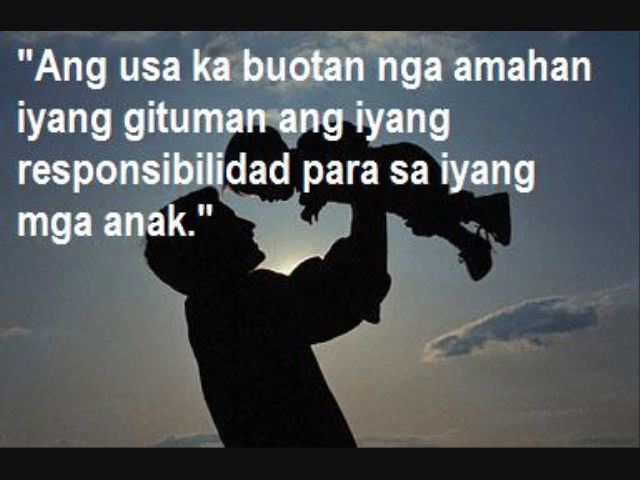 "Ang usa ka buotan nga amahan
iyang gituman ang iyang
responsibilidad para sa iyang
mga anak."